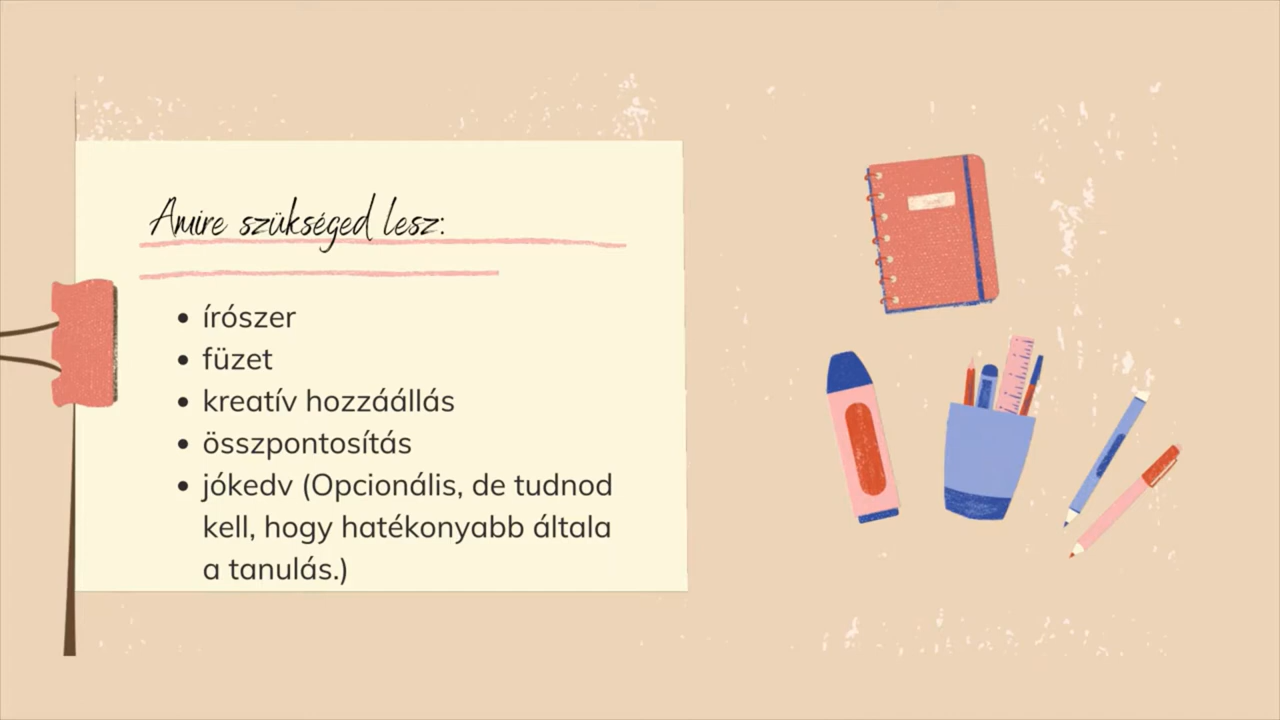 Amire szükséged lesz:
• írószer
• füzet
• kreatív hozzáállás
• összpontosítás
• jókedv (Opcionális, de tudnod
kell, hogy hatékonyabb általa
a tanulás.)